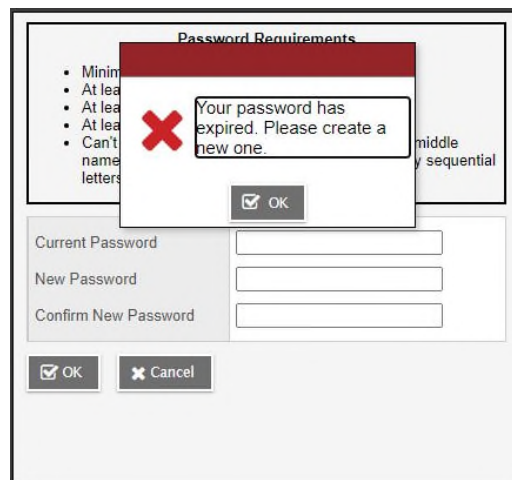 Password Requirements
• Minim
• At lea
• At lea
• At lea
• Can't middle
name y sequential
letters
Your password has
expired. Please create a
new one.
OK
Current Password
New Password
Confirm New Password
OK Cancel